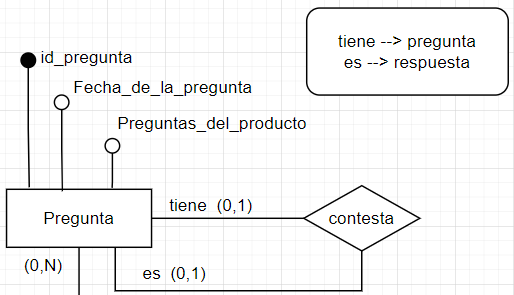 id_pregunta
tiene --> pregunta
es --> respuesta
Fecha_de_la_pregunta
Preguntas_del_producto
tiene (0,1)
Pregunta
contesta
(0,N)
es (0,1)